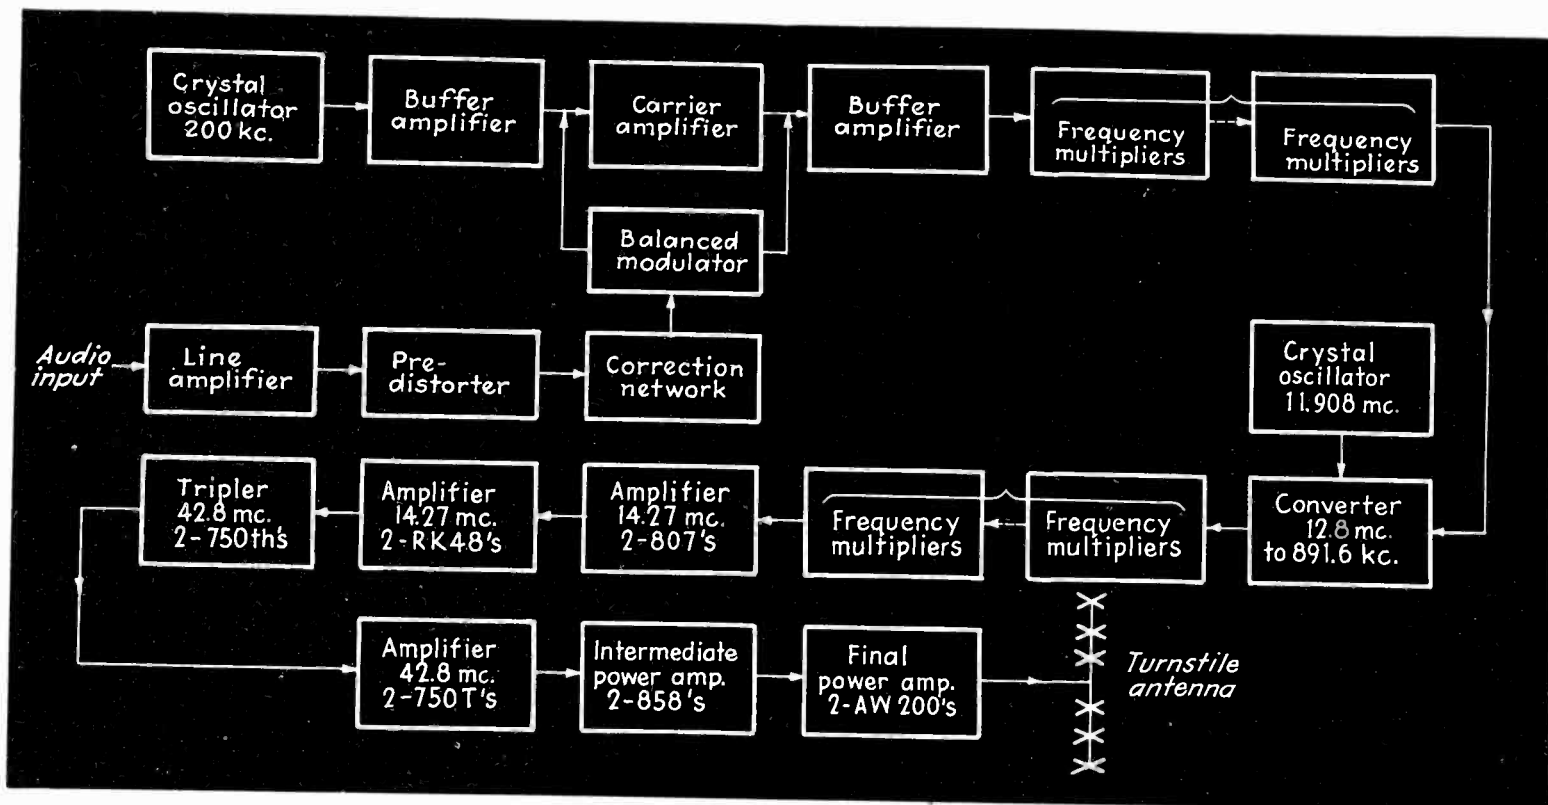 Crystal
oscillator
200 kc.
Buffer
amplifier
Carrier
amplifier
Buffer
amplifier
Frequency
multipliers
Frequency
multipliers
Balanced
modulator
Audio
input
Line
amplifier
Pre-
distorter
Correction
network
Crystal
oscillator
11.908 mc.
Converter
12.8 mc.
to 891.6 kc.
Frequency
multipliers
Frequency
multipliers
Amplifier
14.27 mc.
2-807's
Amplifier
14.27 mc.
2-RK48's
Tripler
42.8 mc.
2-750th's
Amplifier
42.8 mc.
2-750T's
Intermediate
power amp.
2-858's
Final
power amp.
2-AW 200's
Turnstile
antenna